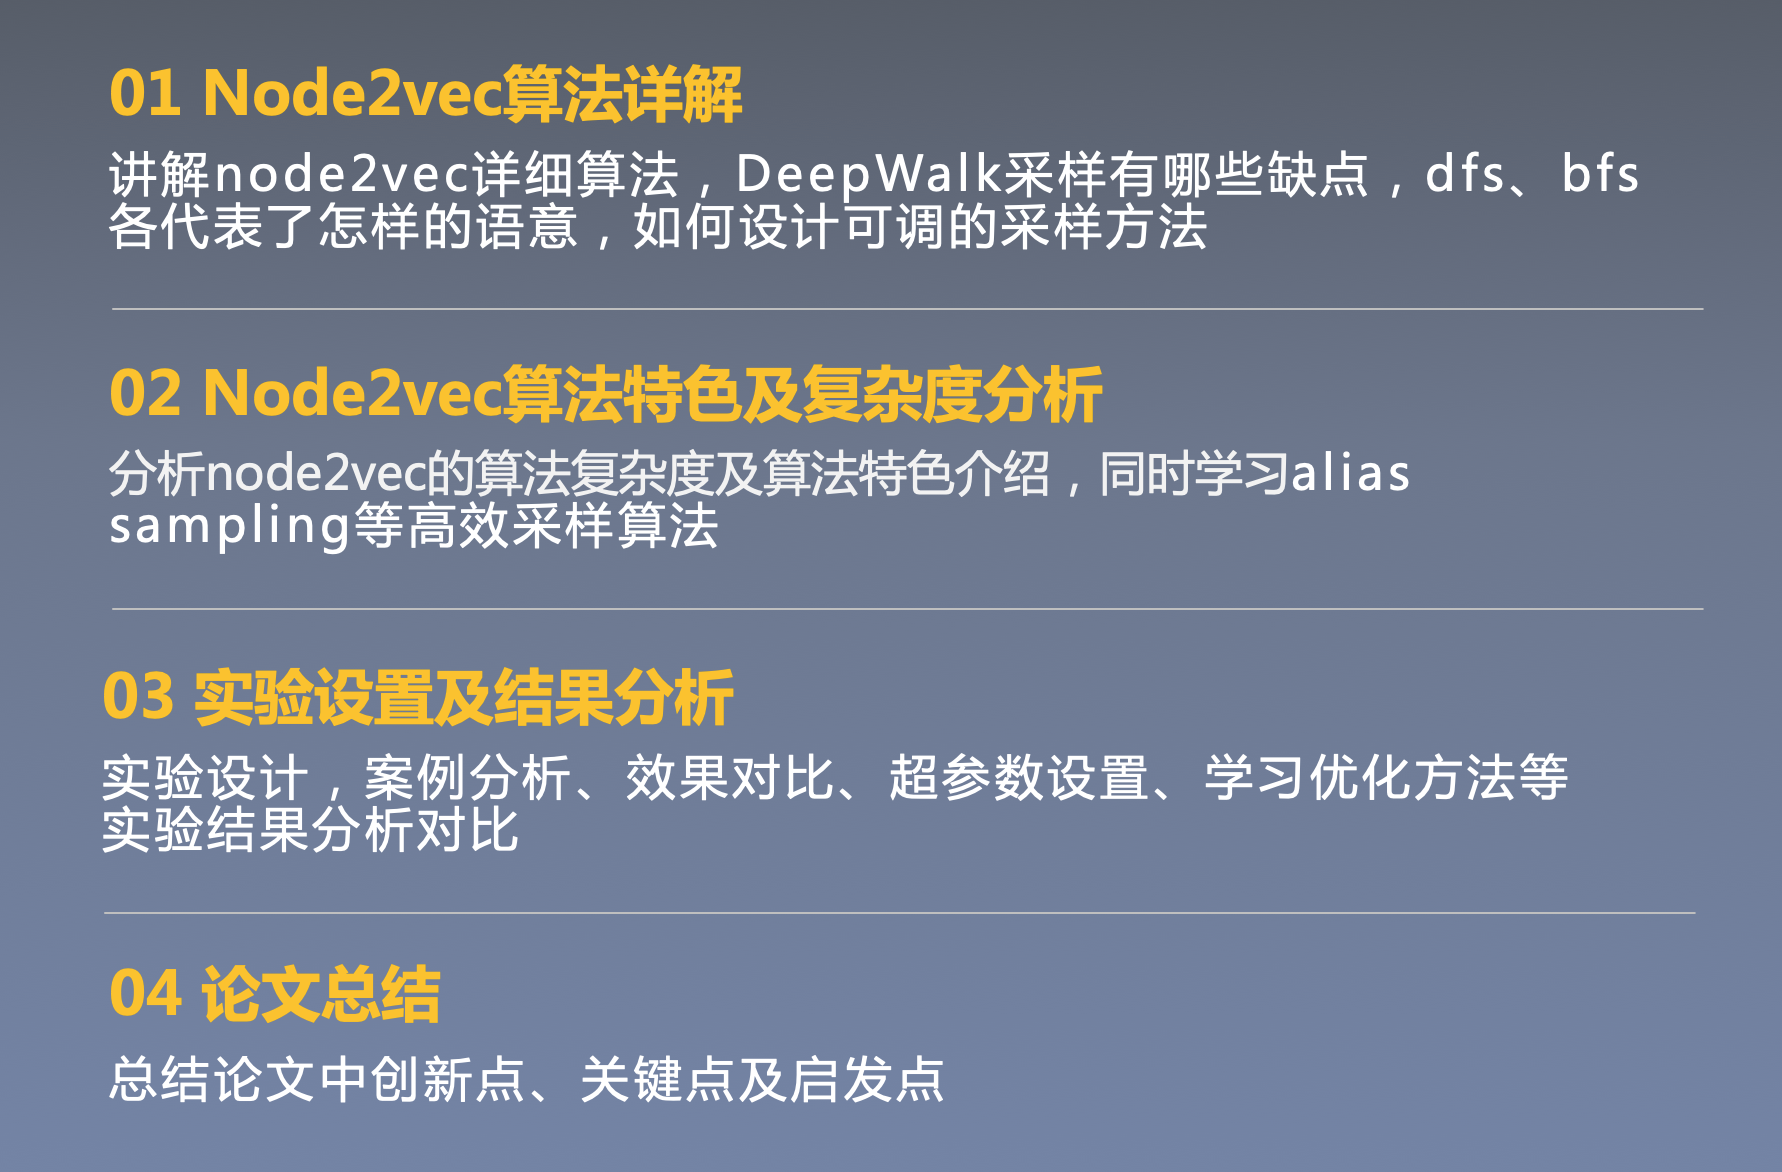 01 Node2vec算法详解
讲解node2vec详细算法，DeepWalk采样有哪些缺点，dfs、bfs
各代表了怎样的语意，如何设计可调的采样方法
02 Node2vec算法特色及复杂度分析
分析node2vec的算法复杂度及算法特色介绍，同时学习alias
sampling等高效采样算法
03 实验设置及结果分析
实验设计，案例分析、效果对比、超参数设置、学习优化方法等
实验结果分析对比
04 论文总结
总结论文中创新点、关键点及启发点